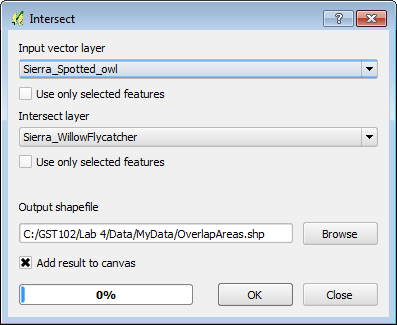 Intersect
Input vector layer
Sierra_Spotted_owl
Use only selected features
Intersect layer
Sierra_WillowFlycatcher
Use only selected features
Output shapefile
C:/GST102/Lab 4/Data/MyData/OverlapAreas.shp
Browse
Add result to canvas
0%
OK
Close